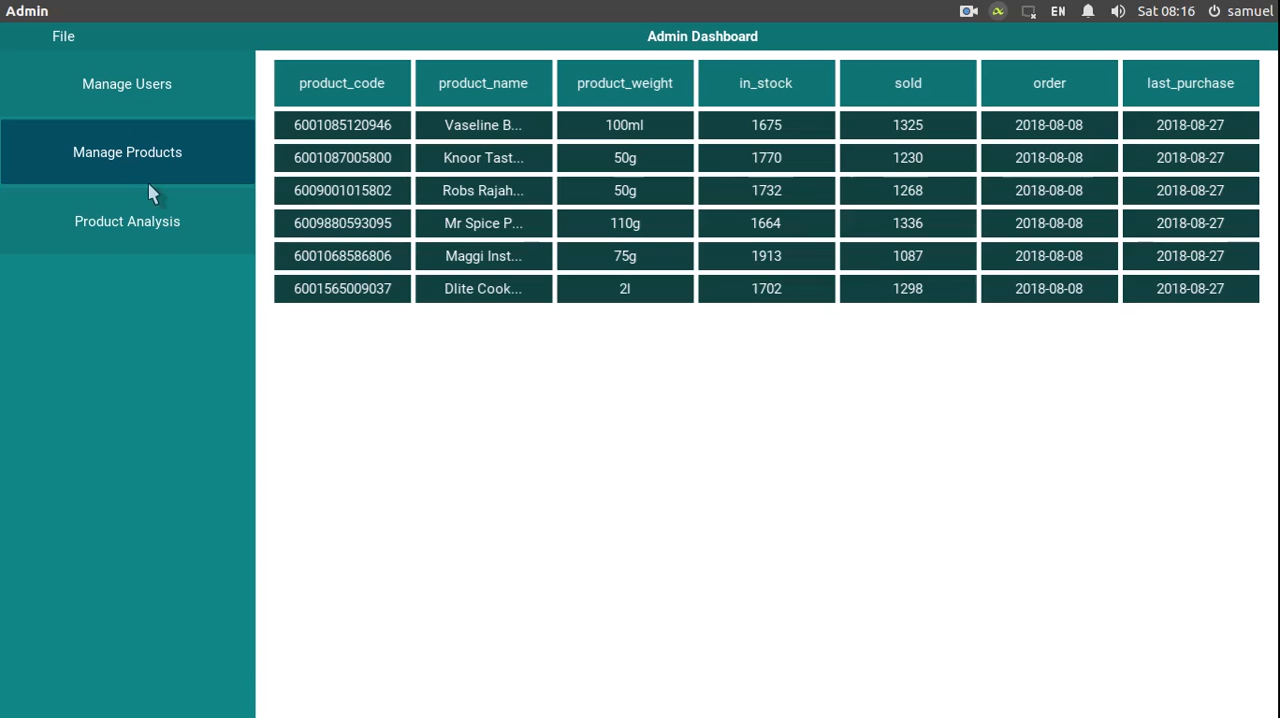 Admin EN Sat 08:16 samuel
File Admin Dashboard
Manage Users
Manage Products
Product Analysis
product_code product_name product_weight in_stock sold order last_purchase
6001085120946 Vaseline B... 100ml 1675 1325 2018-08-08 2018-08-27
6001087005800 Knoor Tast... 50g 1770 1230 2018-08-08 2018-08-27
6009001015802 Robs Rajah... 50g 1732 1268 2018-08-08 2018-08-27
6009880593095 Mr Spice P... 110g 1664 1336 2018-08-08 2018-08-27
6001068586806 Maggi Inst... 75g 1913 1087 2018-08-08 2018-08-27
6001565009037 Dlite Cook... 2l 1702 1298 2018-08-08 2018-08-27